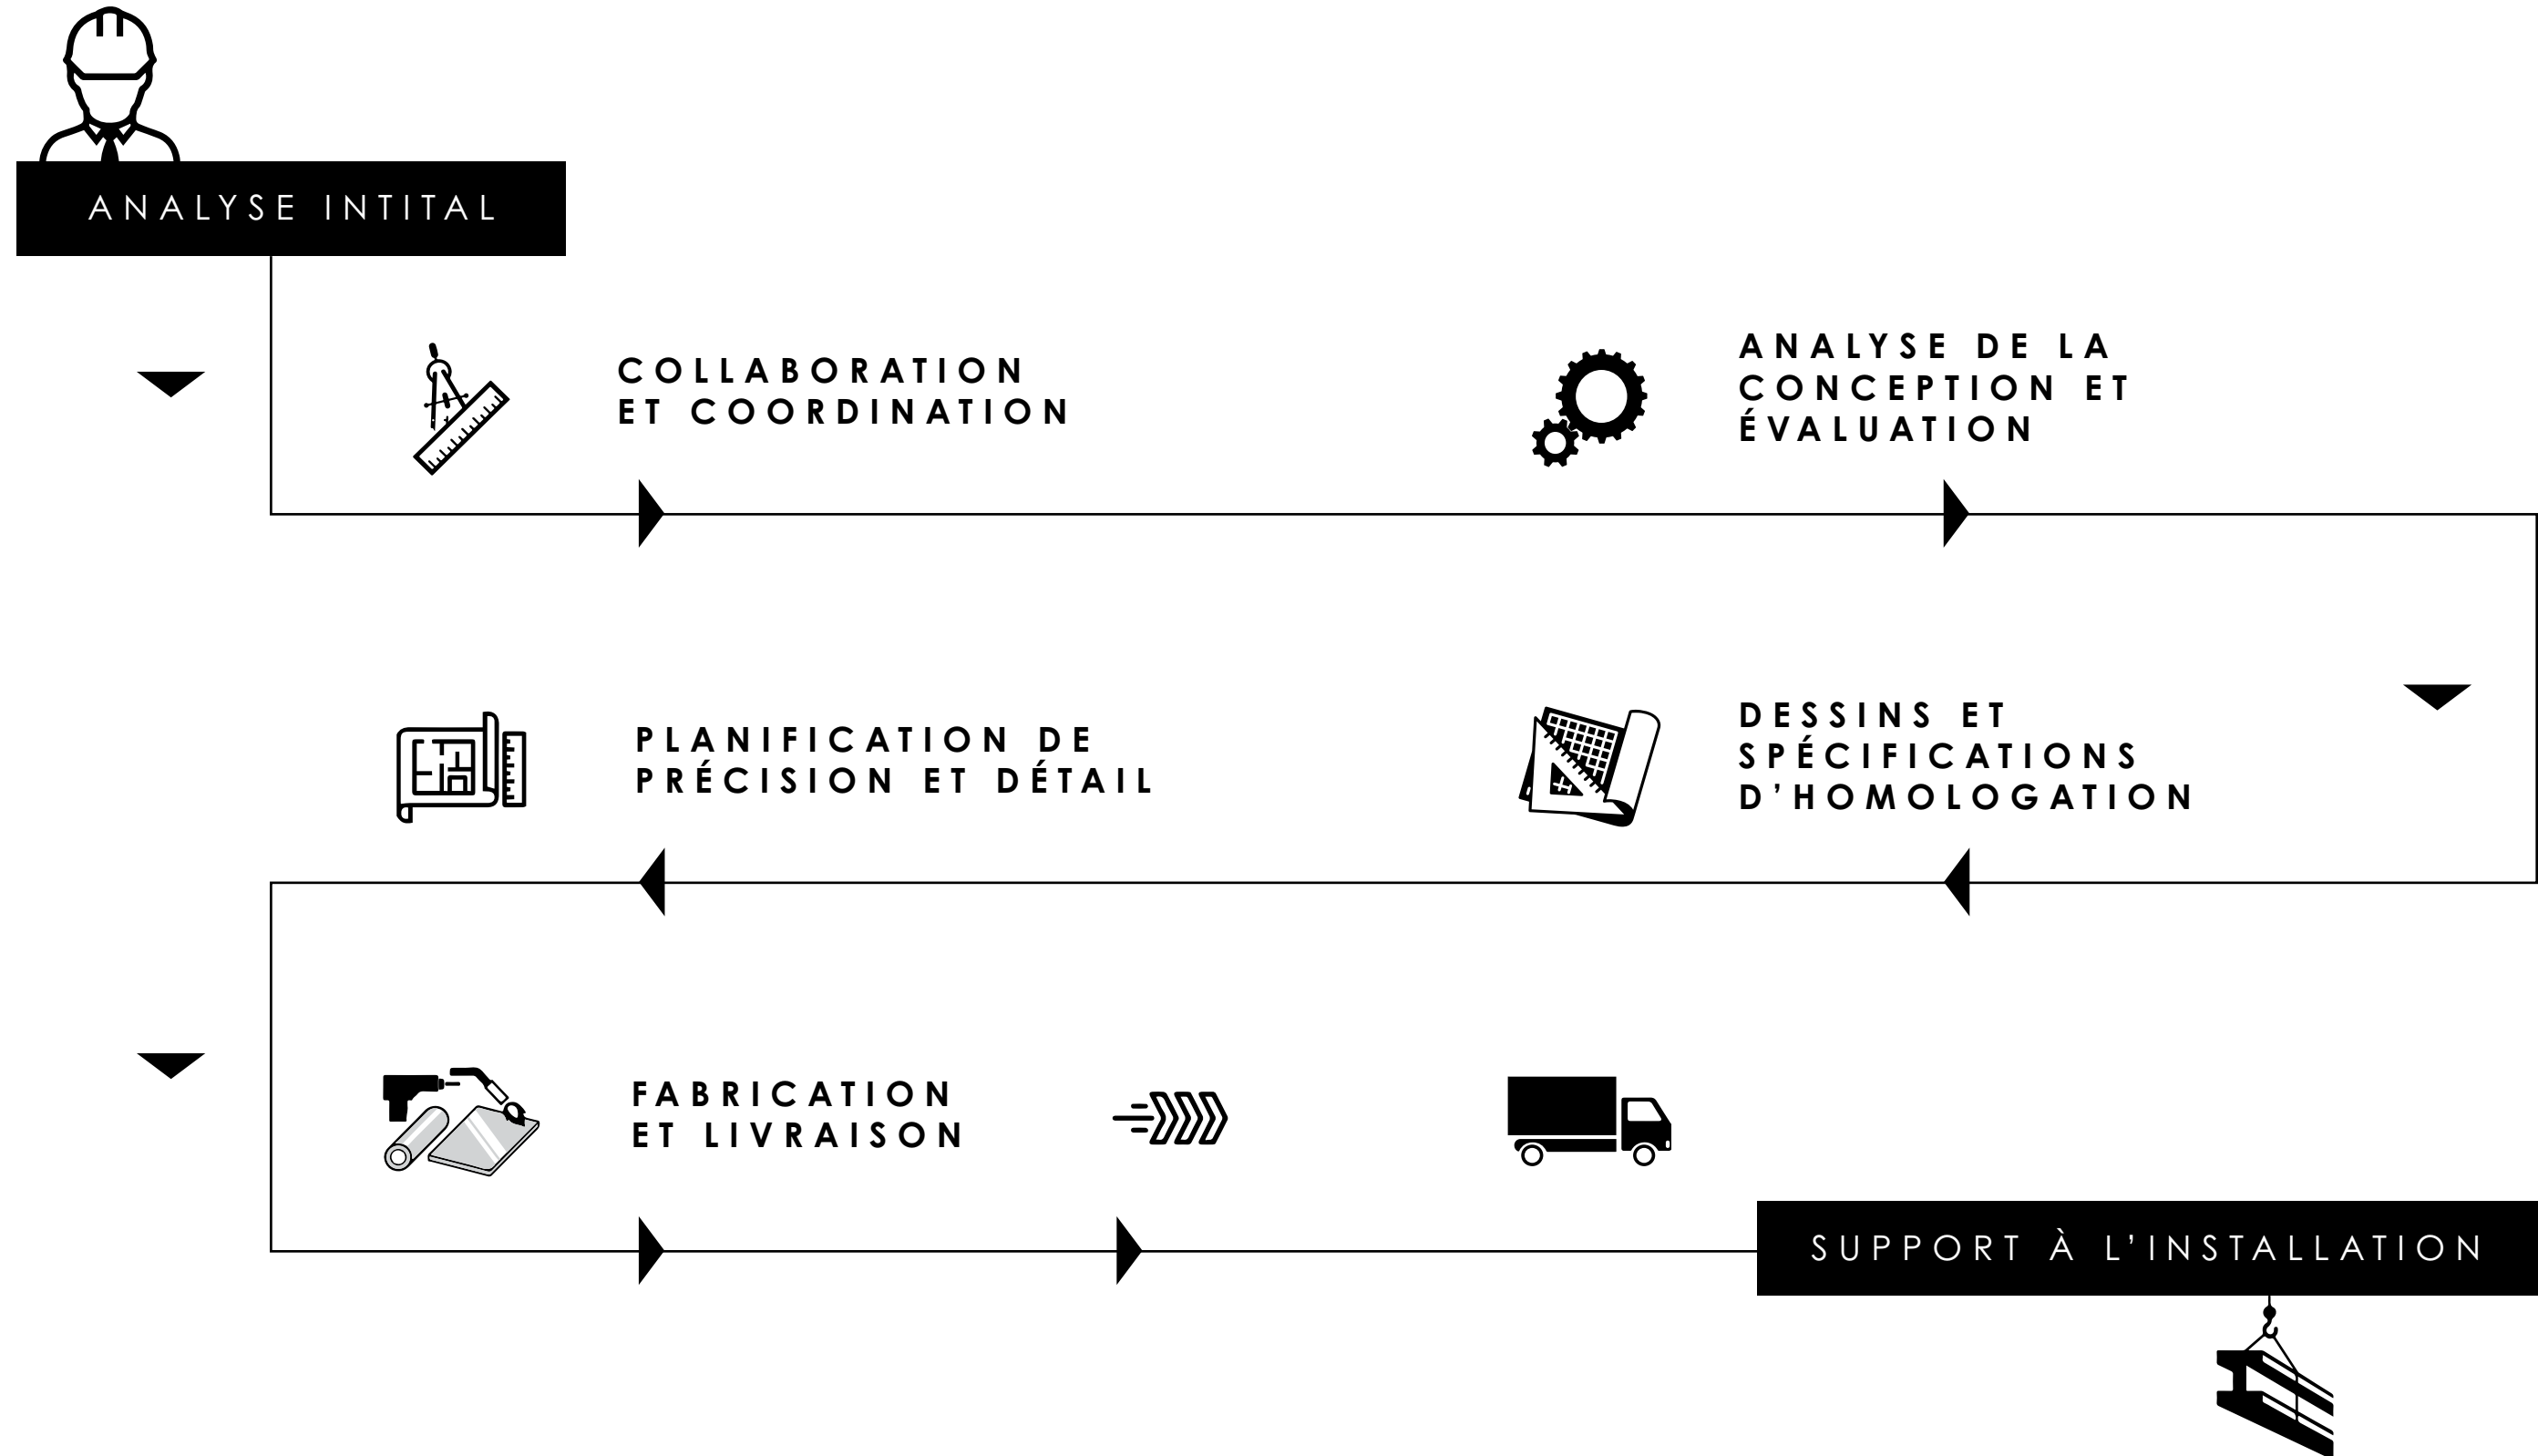 ANALYSE INTITAL
COLLABORATION
ET COORDINATION
ANALYSE DE LA
CONCEPTION ET
ÉVALUATION
DESSINS ET
SPÉCIFICATIONS
D’HOMOLOGATION
PLANIFICATION DE
PRÉCISION ET DÉTAIL
FABRICATION
ET LIVRAISON
SUPPORT À L’INSTALLATION